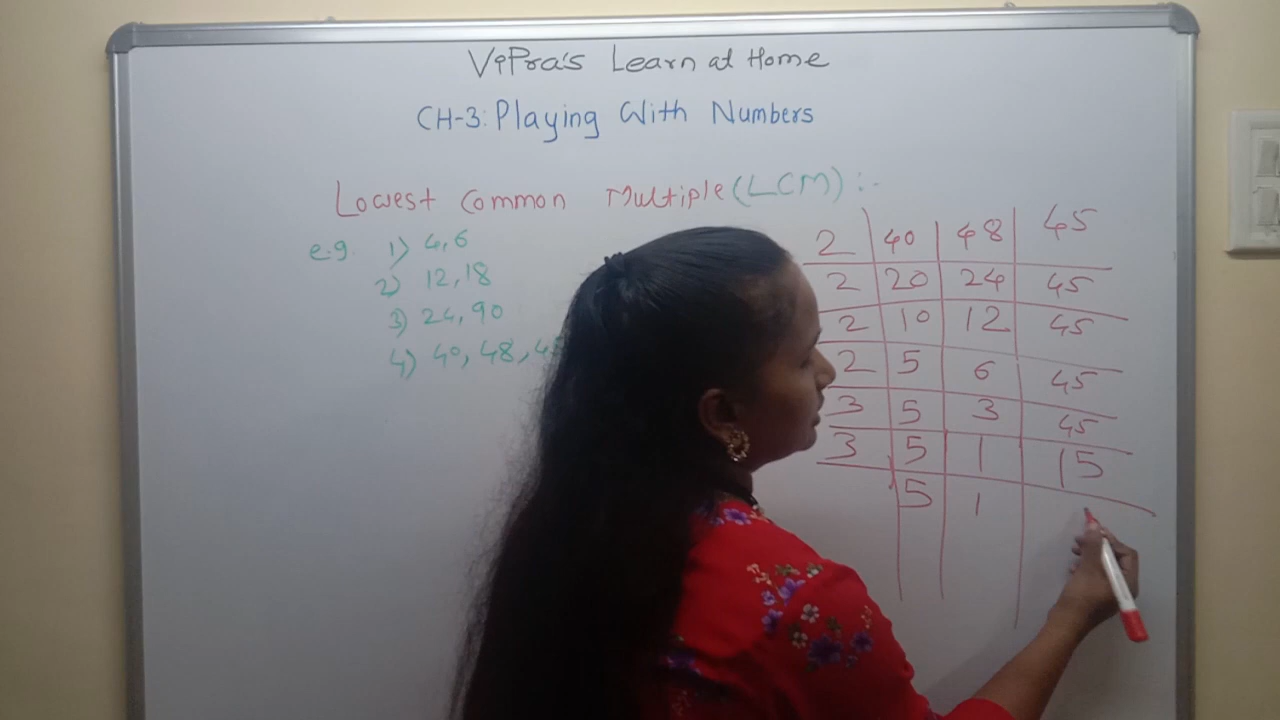 ViPra's Learn at Home
CH-3: Playing With Numbers
Lowest Common Multiple (LCM) :-
e.g. 1) 4, 6
2) 12, 18
3) 24, 90
4) 40, 48, 45
2 40 48 45
2 20 24 45
2 10 12 45
2 5 6 45
3 5 3 45
3 5 1 15
5 1